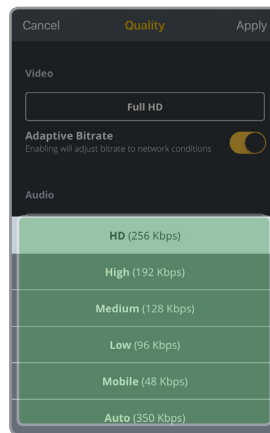 Cancel Quality Apply
Video
Full HD
Adaptive Bitrate
Enabling will adjust bitrate to network conditions
Audio
HD (256 Kbps)
High (192 Kbps)
Medium (128 Kbps)
Low (96 Kbps)
Mobile (48 Kbps)
Auto (350 Kbps)